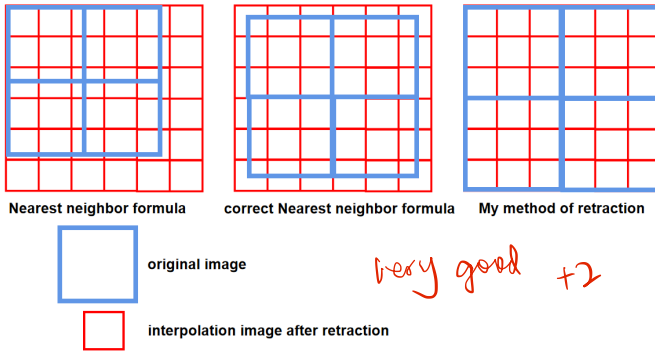 Nearest neighbor formula
correct Nearest neighbor formula
My method of retraction
original image
very good +2
interpolation image after retraction